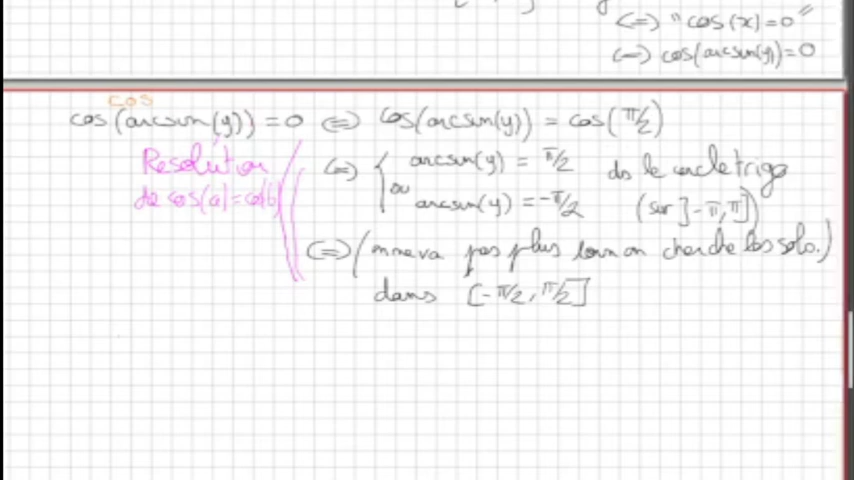 (=) "cos(x)=0"
(=) cos(arcsin(y))=0
cos
cos(arcsin(y))=0 (=) cos(arcsin(y)) = cos(π/2)
Resolution
de cos(a)=cos(b)
(=) { arcsin(y) = π/2 ds le cercle trigo
ou arcsin(y) = -π/2 (sur ]-π,π])
(=) (on ne va pas plus loin on cherche les solo.)
dans [-π/2, π/2]